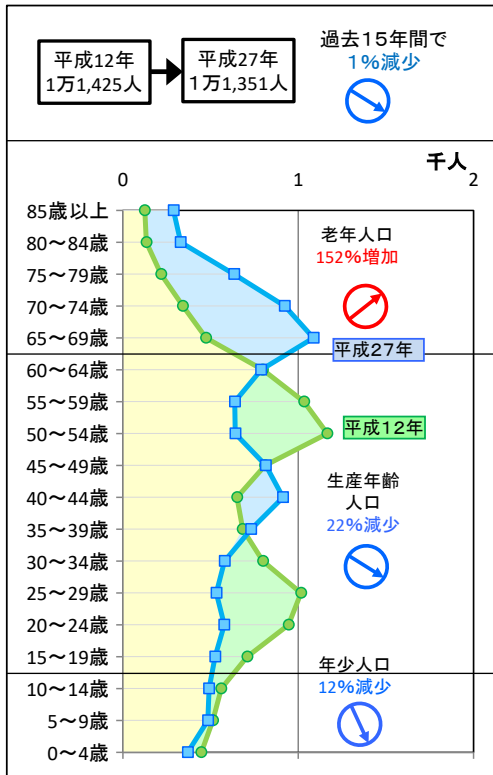 平成12年
1万1,425人
平成27年
1万1,351人
過去15年間で
1%減少
千人
0 1 2
85歳以上
80～84歳
75～79歳
70～74歳
65～69歳
60～64歳
55～59歳
50～54歳
45～49歳
40～44歳
35～39歳
30～34歳
25～29歳
20～24歳
15～19歳
10～14歳
5～9歳
0～4歳
老年人口
152%増加
平成27年
平成12年
生産年齢
人口
22%減少
年少人口
12%減少